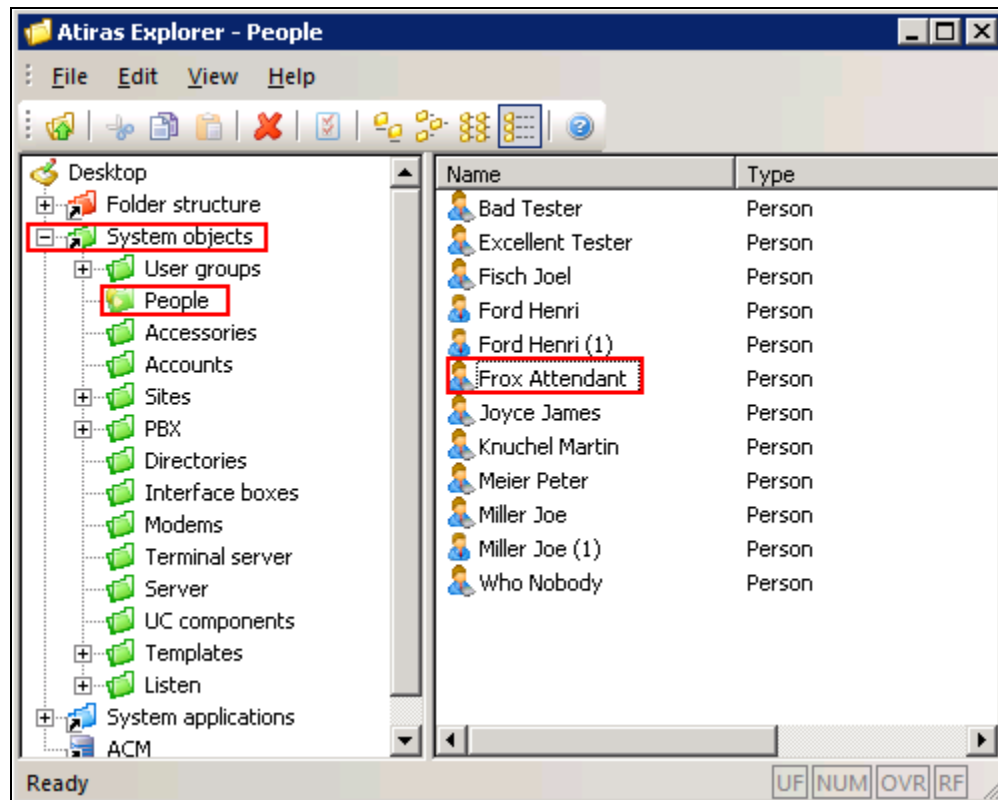 Atiras Explorer - People
File Edit View Help
Desktop
Folder structure
System objects
User groups
People
Accessories
Accounts
Sites
PBX
Directories
Interface boxes
Modems
Terminal server
Server
UC components
Templates
Listen
System applications
ACM
Name Type
Bad Tester Person
Excellent Tester Person
Fisch Joel Person
Ford Henri Person
Ford Henri (1) Person
Frox Attendant Person
Joyce James Person
Knuchel Martin Person
Meier Peter Person
Miller Joe Person
Miller Joe (1) Person
Who Nobody Person
Ready UF NUM OVR RF